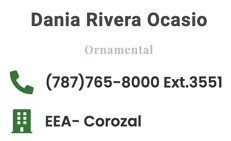 Dania Rivera Ocasio
Ornamental
(787)765-8000 Ext.3551
EEA- Corozal